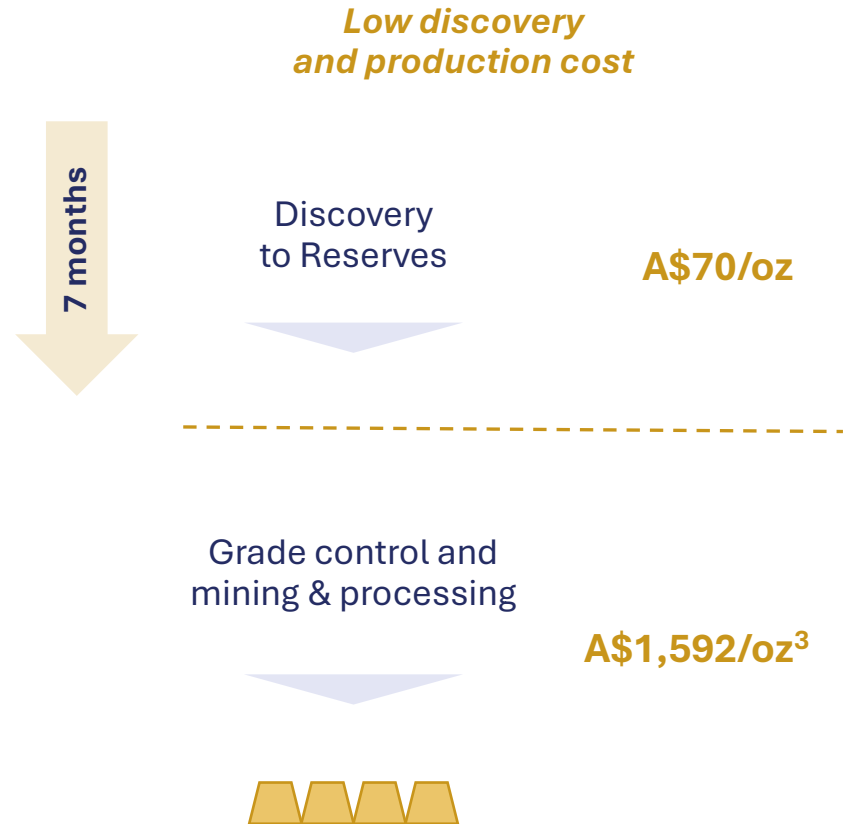 Low discovery
and production cost
7 months
Discovery
to Reserves
A$70/oz
Grade control and
mining & processing
A$1,592/oz³